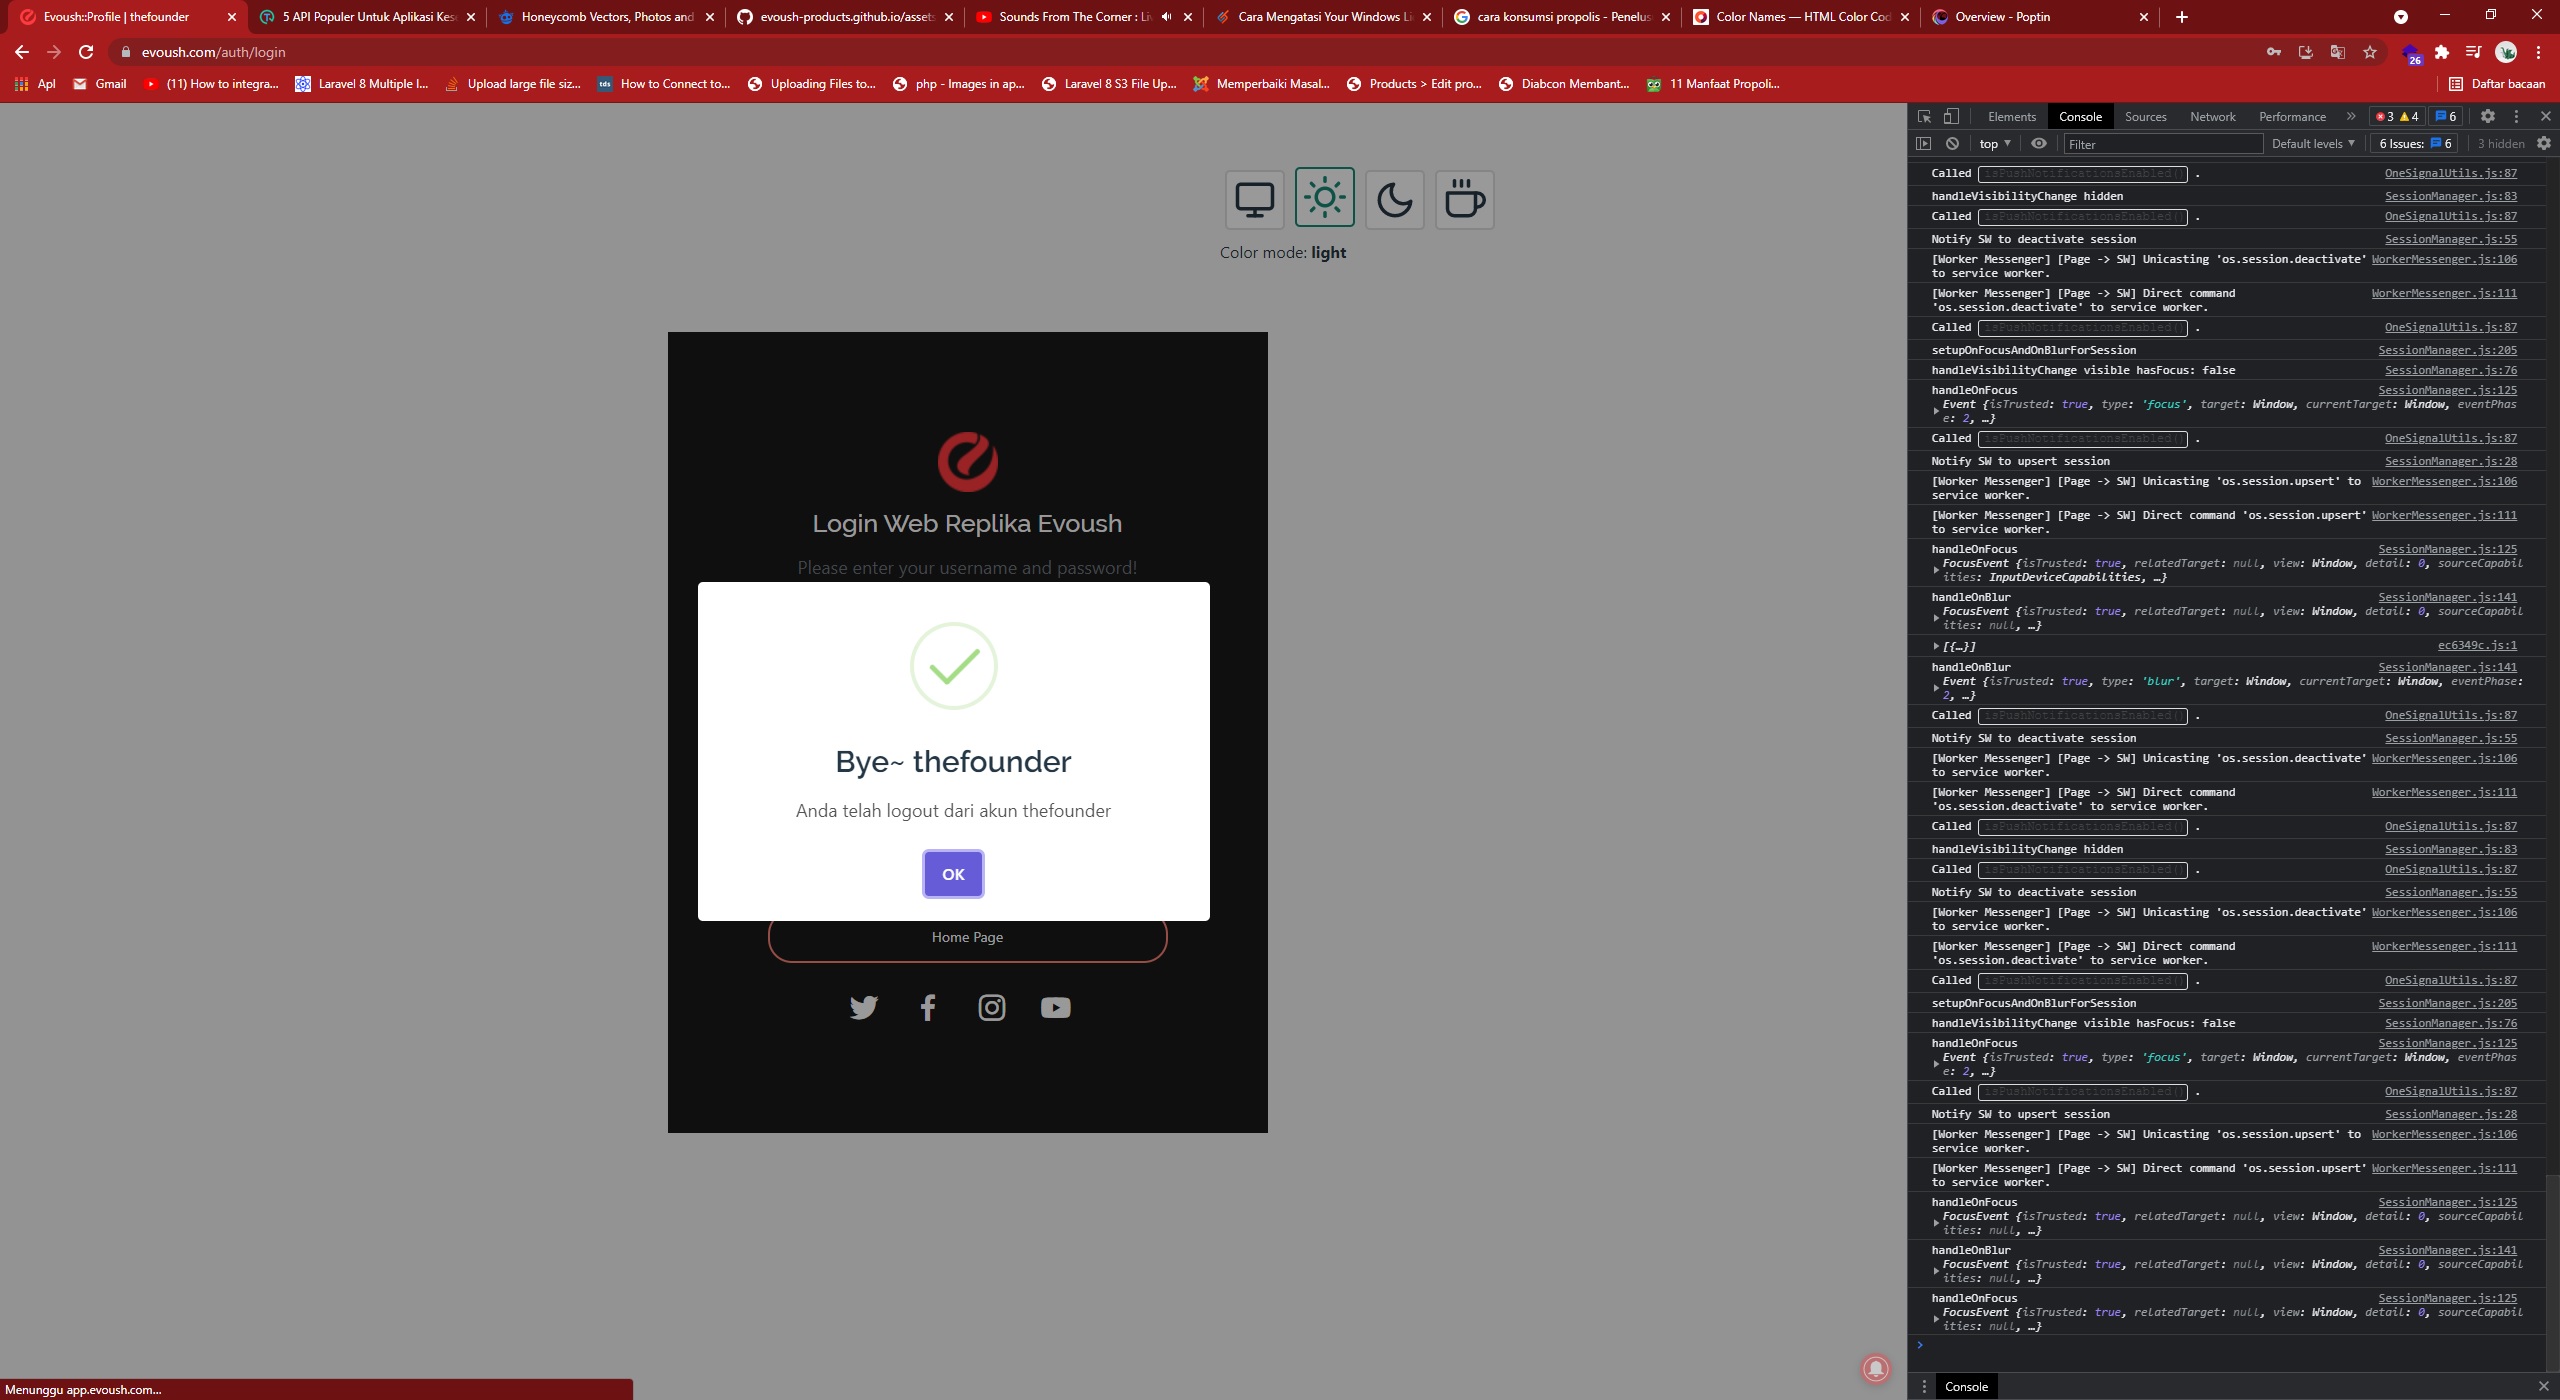 Evoush::Profile | thefounder
5 API Populer Untuk Aplikasi Kese
Honeycomb Vectors, Photos and
evoush-products.github.io/assets
Sounds From The Corner : Liv
Cara Mengatasi Your Windows Li
cara konsumsi propolis - Penelus
Color Names — HTML Color Cod
Overview - Poptin
evoush.com/auth/login
26
Apl
Gmail
(11) How to integra...
Laravel 8 Multiple I...
Upload large file siz...
tds
How to Connect to...
Uploading Files to...
php - Images in ap...
Laravel 8 S3 File Up...
Memperbaiki Masal...
Products > Edit pro...
Diabcon Membant...
11 Manfaat Propoli...
Daftar bacaan
Color mode: light
Login Web Replika Evoush
Please enter your username and password!
Bye~ thefounder
Anda telah logout dari akun thefounder
OK
Home Page
Menunggu app.evoush.com...
Elements Console Sources Network Performance 3 4 6
top Filter Default levels 6 Issues: 6 3 hidden
Called isPushNotificationsEnabled() . OneSignalUtils.js:87
handleVisibilityChange hidden SessionManager.js:83
Called isPushNotificationsEnabled() . OneSignalUtils.js:87
Notify SW to deactivate session SessionManager.js:55
[Worker Messenger] [Page -> SW] Unicasting 'os.session.deactivate' WorkerMessenger.js:106
to service worker.
[Worker Messenger] [Page -> SW] Direct command WorkerMessenger.js:111
'os.session.deactivate' to service worker.
Called isPushNotificationsEnabled() . OneSignalUtils.js:87
setupOnFocusAndOnBlurForSession SessionManager.js:205
handleVisibilityChange visible hasFocus: false SessionManager.js:76
handleOnFocus SessionManager.js:125
Event {isTrusted: true, type: 'focus', target: Window, currentTarget: Window, eventPhas
e: 2, …}
Called isPushNotificationsEnabled() . OneSignalUtils.js:87
Notify SW to upsert session SessionManager.js:28
[Worker Messenger] [Page -> SW] Unicasting 'os.session.upsert' to WorkerMessenger.js:106
service worker.
[Worker Messenger] [Page -> SW] Direct command 'os.session.upsert' WorkerMessenger.js:111
to service worker.
handleOnFocus SessionManager.js:125
FocusEvent {isTrusted: true, relatedTarget: null, view: Window, detail: 0, sourceCapabil
ities: InputDeviceCapabilities, …}
handleOnBlur SessionManager.js:141
FocusEvent {isTrusted: true, relatedTarget: null, view: Window, detail: 0, sourceCapabil
ities: null, …}
[{…}] ec6349c.js:1
handleOnBlur SessionManager.js:141
Event {isTrusted: true, type: 'blur', target: Window, currentTarget: Window, eventPhase:
2, …}
Called isPushNotificationsEnabled() . OneSignalUtils.js:87
Notify SW to deactivate session SessionManager.js:55
[Worker Messenger] [Page -> SW] Unicasting 'os.session.deactivate' WorkerMessenger.js:106
to service worker.
[Worker Messenger] [Page -> SW] Direct command WorkerMessenger.js:111
'os.session.deactivate' to service worker.
Called isPushNotificationsEnabled() . OneSignalUtils.js:87
handleVisibilityChange hidden SessionManager.js:83
Called isPushNotificationsEnabled() . OneSignalUtils.js:87
Notify SW to deactivate session SessionManager.js:55
[Worker Messenger] [Page -> SW] Unicasting 'os.session.deactivate' WorkerMessenger.js:106
to service worker.
[Worker Messenger] [Page -> SW] Direct command WorkerMessenger.js:111
'os.session.deactivate' to service worker.
Called isPushNotificationsEnabled() . OneSignalUtils.js:87
setupOnFocusAndOnBlurForSession SessionManager.js:205
handleVisibilityChange visible hasFocus: false SessionManager.js:76
handleOnFocus SessionManager.js:125
Event {isTrusted: true, type: 'focus', target: Window, currentTarget: Window, eventPhas
e: 2, …}
Called isPushNotificationsEnabled() . OneSignalUtils.js:87
Notify SW to upsert session SessionManager.js:28
[Worker Messenger] [Page -> SW] Unicasting 'os.session.upsert' to WorkerMessenger.js:106
service worker.
[Worker Messenger] [Page -> SW] Direct command 'os.session.upsert' WorkerMessenger.js:111
to service worker.
handleOnFocus SessionManager.js:125
FocusEvent {isTrusted: true, relatedTarget: null, view: Window, detail: 0, sourceCapabil
ities: null, …}
handleOnBlur SessionManager.js:141
FocusEvent {isTrusted: true, relatedTarget: null, view: Window, detail: 0, sourceCapabil
ities: null, …}
handleOnFocus SessionManager.js:125
FocusEvent {isTrusted: true, relatedTarget: null, view: Window, detail: 0, sourceCapabil
ities: null, …}
Console